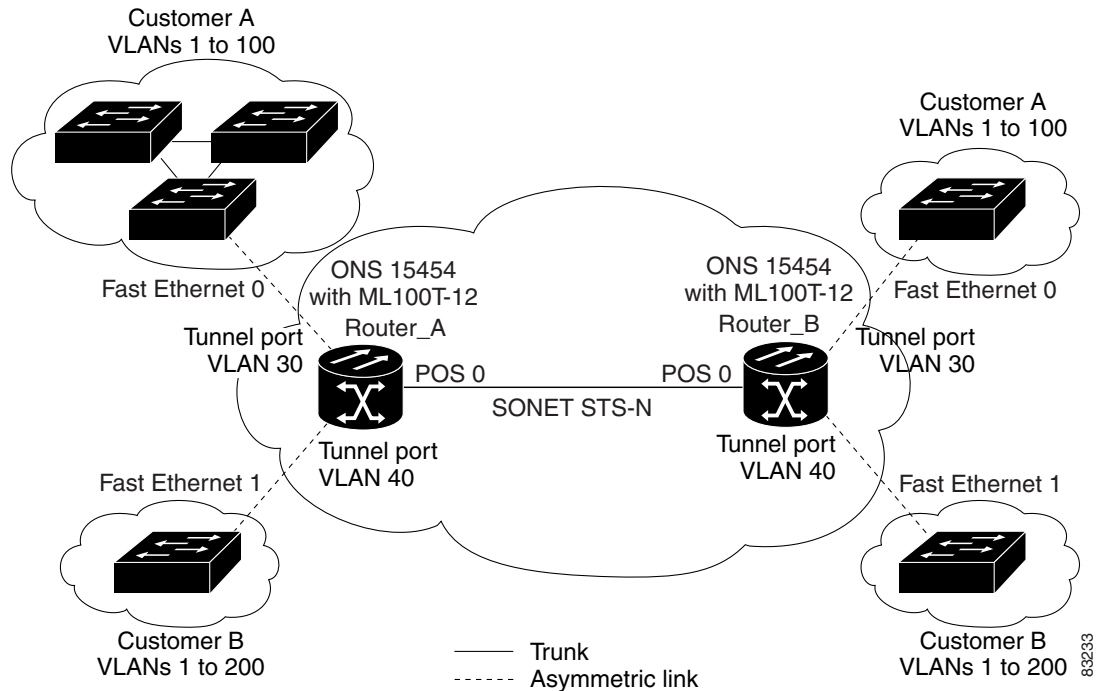 Customer A
VLANs 1 to 100
Customer A
VLANs 1 to 100
Fast Ethernet 0
ONS 15454
with ML100T-12
Router_A
Tunnel port
VLAN 30
ONS 15454
with ML100T-12
Router_B
Fast Ethernet 0
Tunnel port
VLAN 30
POS 0
POS 0
SONET STS-N
Tunnel port
VLAN 40
Tunnel port
VLAN 40
Fast Ethernet 1
Fast Ethernet 1
Customer B
VLANs 1 to 200
Customer B
VLANs 1 to 200
Trunk
Asymmetric link
83233